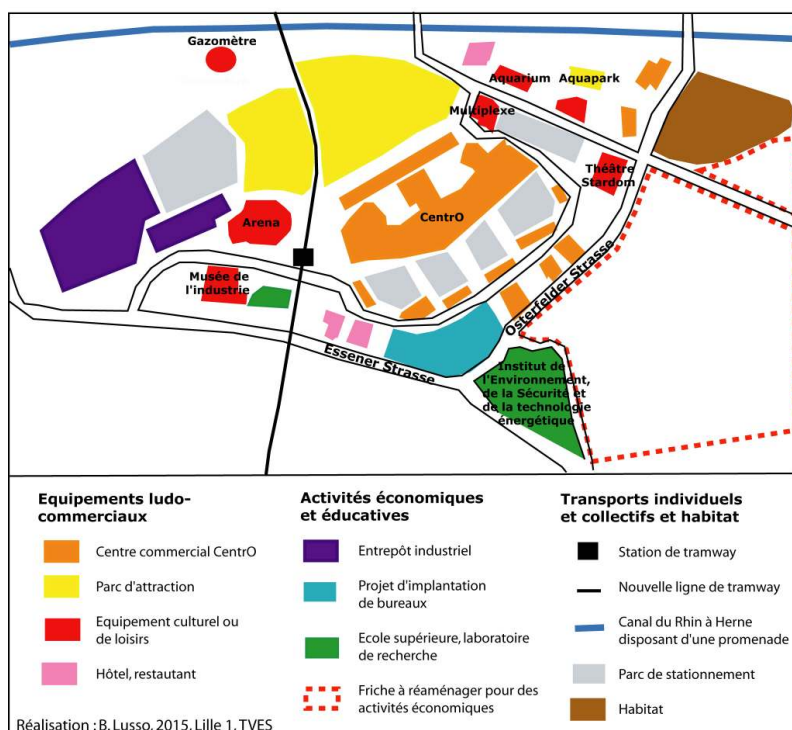 Gazomètre
Aquarium
Aquapark
Multiplexe
Théâtre
Stardom
CentrO
Arena
Musée de
l'industrie
Osterfelder Strasse
Essener Strasse
Institut de
l'Environnement,
de la Sécurité et
de la technologie
énergétique
Equipements ludo-
commerciaux
Centre commercial CentrO
Parc d'attraction
Equipement culturel ou
de loisirs
Hôtel, restautant
Activités économiques
et éducatives
Entrepôt industriel
Projet d'implantation
de bureaux
Ecole supérieure, laboratoire
de recherche
Friche à réaménager pour des
activités économiques
Transports individuels
et collectifs et habitat
Station de tramway
Nouvelle ligne de tramway
Canal du Rhin à Herne
disposant d'une promenade
Parc de stationnement
Habitat
Réalisation : B. Lusso, 2015, Lille 1, TVES